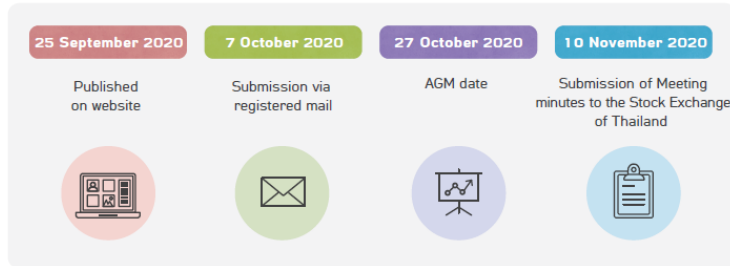 25 September 2020
7 October 2020
27 October 2020
10 November 2020
Published
on website
Submission via
registered mail
AGM date
Submission of Meeting
minutes to the Stock Exchange
of Thailand